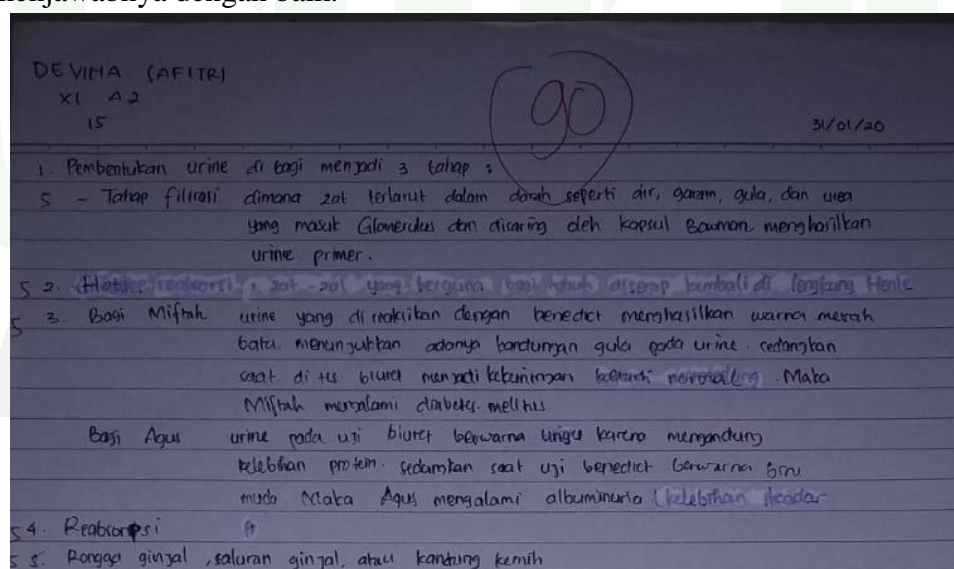 menjawabnya dengan baik.
DEVINA SAFITRI
XI A2
15
90
31/01/20
1. Pembentukan urine di bagi menjadi 3 tahap :
5 - Tahap filtrasi dimana zat terlarut dalam darah seperti air, garam, gula, dan urea
yang masuk Glomerulus dan disaring oleh kapsul Bowman menghasilkan
urine primer.
5 2. zat-zat yang berguna bagi tubuh diserap kembali di lengkung Henle
5 3. Bagi Miftah urine yang di reaksikan dengan benedict menghasilkan warna merah
bata menunjukkan adanya kandungan gula pada urine. sedangkan
saat di tes biuret menjadi kebeningan . Maka
Miftah mengalami diabetes melitus
Bagi Agus urine pada uji biuret berwarna ungu karena mengandung
kelebihan protein. sedangkan saat uji benedict berwarna biru
muda Maka Agus mengalami albuminuria (kelebihan kadar
5 4. Reabsorpsi
5 5. Rongga ginjal, saluran ginjal, atau kantung kemih